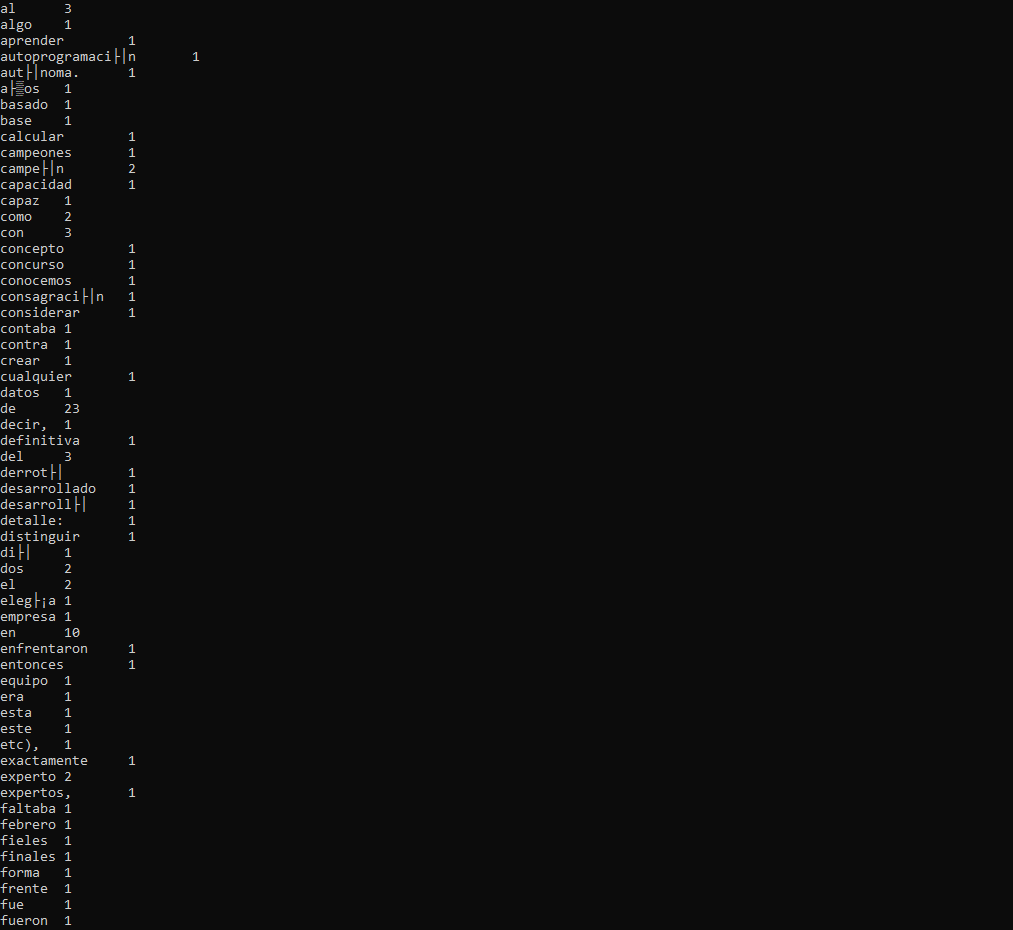 al	3
algo	1
aprender	1
autoprogramaci├│n	1
aut├│noma.	1
a├▒os	1
basado	1
base	1
calcular	1
campeones	1
campe├│n	2
capacidad	1
capaz	1
como	2
con	3
concepto	1
concurso	1
conocemos	1
consagraci├│n	1
considerar	1
contaba	1
contra	1
crear	1
cualquier	1
datos	1
de	23
decir,	1
definitiva	1
del	3
derrot├│	1
desarrollado	1
desarroll├│	1
detalle:	1
distinguir	1
di├│	1
dos	2
el	2
eleg├¡a	1
empresa	1
en	10
enfrentaron	1
entonces	1
equipo	1
era	1
esta	1
este	1
etc),	1
exactamente	1
experto	2
expertos,	1
faltaba	1
febrero	1
fieles	1
finales	1
forma	1
frente	1
fue	1
fueron	1